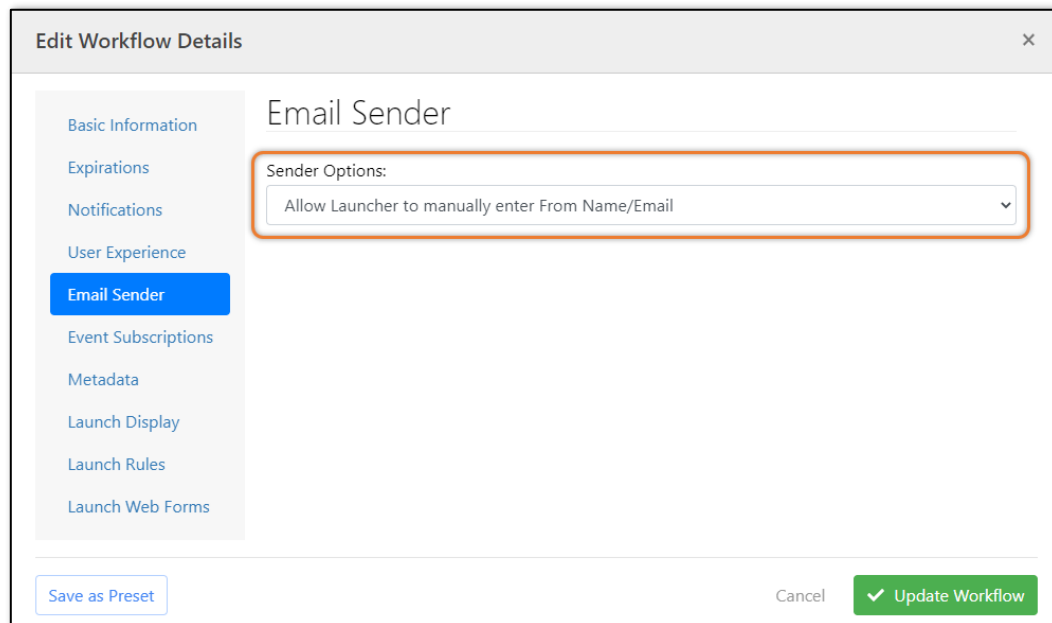 Edit Workflow Details
×
Basic Information
Expirations
Notifications
User Experience
Email Sender
Event Subscriptions
Metadata
Launch Display
Launch Rules
Launch Web Forms
Email Sender
Sender Options:
Allow Launcher to manually enter From Name/Email
Save as Preset
Cancel
Update Workflow